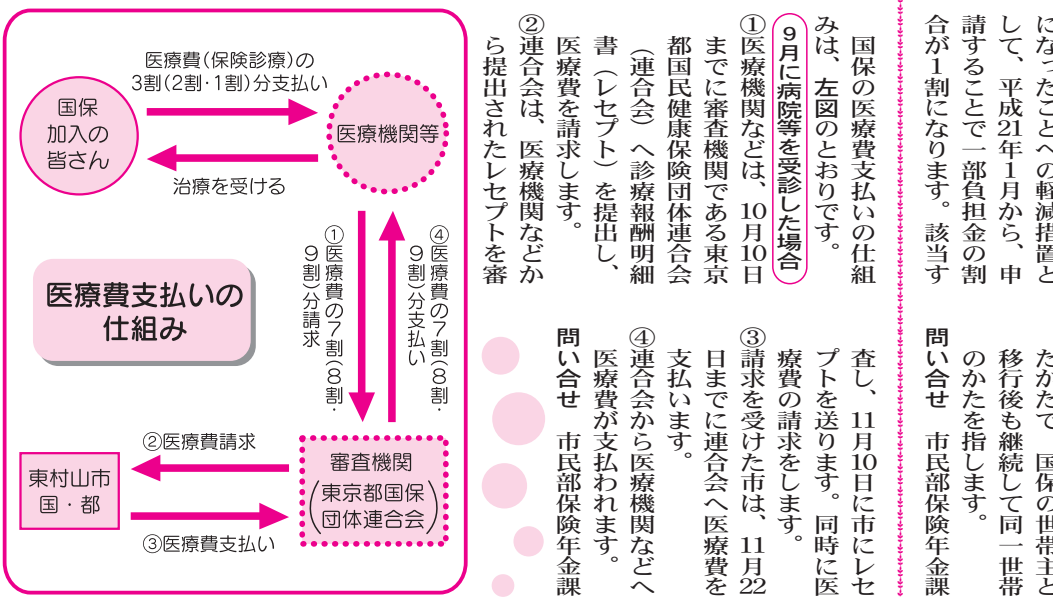 になったことへの軽減措置と
して、平成21年1月から、申
請することで一部負担金の割
合が1割になります。該当す
たかたで、国保の世帯主と
移行後も継続して同一世帯
のかたを指します。
問い合せ　市民部保険年金課
国保の医療費支払いの仕組
みは、左図のとおりです。
9月に病院等を受診した場合
①医療機関などは、10月10日
までに審査機関である東京
都国民健康保険団体連合会
（連合会）へ診療報酬明細
書（レセプト）を提出し、
医療費を請求します。
②連合会は、医療機関などか
ら提出されたレセプトを審
査し、11月10日に市にレセ
プトを送ります。同時に医
療費の請求をします。
③請求を受けた市は、11月22
日までに連合会へ医療費を
支払います。
④連合会から医療機関などへ
医療費が支払われます。
問い合せ　市民部保険年金課
医療費(保険診療)の
3割(2割･1割)分支払い
国保
加入の
皆さん
医療機関等
治療を受ける
①医療費の7割(8割･
9割)分請求
④医療費の7割(8割･
9割)分支払い
医療費支払いの
仕組み
②医療費請求
東村山市
国・都
審査機関
(東京都国保
団体連合会)
③医療費支払い